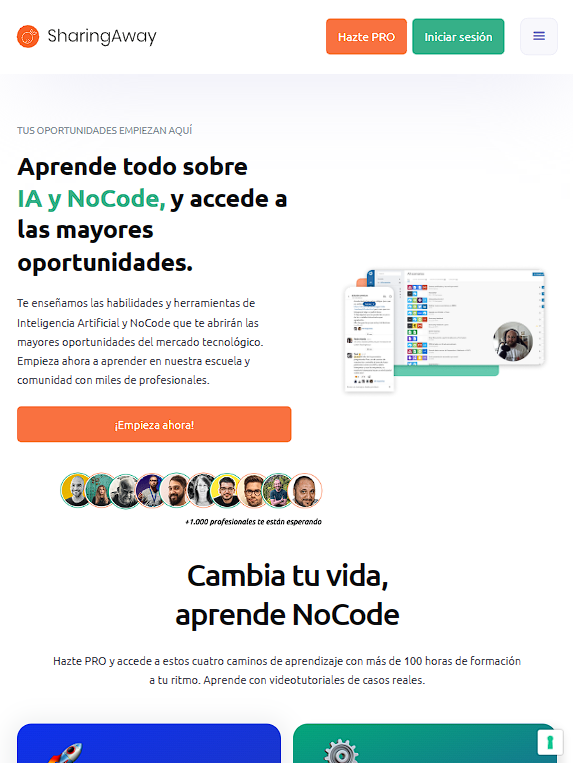 SharingAway
Hazte PRO
Iniciar sesión
TUS OPORTUNIDADES EMPIEZAN AQUÍ
Aprende todo sobre
IA y NoCode, y accede a
las mayores
oportunidades.
Te enseñamos las habilidades y herramientas de
Inteligencia Artificial y NoCode que te abrirán las
mayores oportunidades del mercado tecnológico.
Empieza ahora a aprender en nuestra escuela y
comunidad con miles de profesionales.
¡Empieza ahora!
+1.000 profesionales te están esperando
Cambia tu vida,
aprende NoCode
Hazte PRO y accede a estos cuatro caminos de aprendizaje con más de 100 horas de formación
a tu ritmo. Aprende con videotutoriales de casos reales.